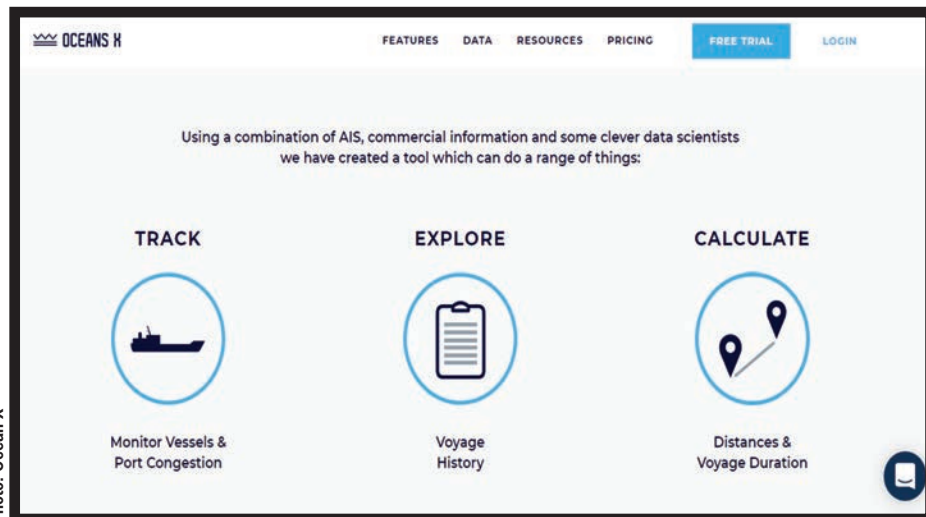 OCEANS X
FEATURES DATA RESOURCES PRICING FREE TRIAL LOGIN
Using a combination of AIS, commercial information and some clever data scientists
we have created a tool which can do a range of things:
TRACK EXPLORE CALCULATE
Monitor Vessels &
Port Congestion
Voyage
History
Distances &
Voyage Duration
Ocean X